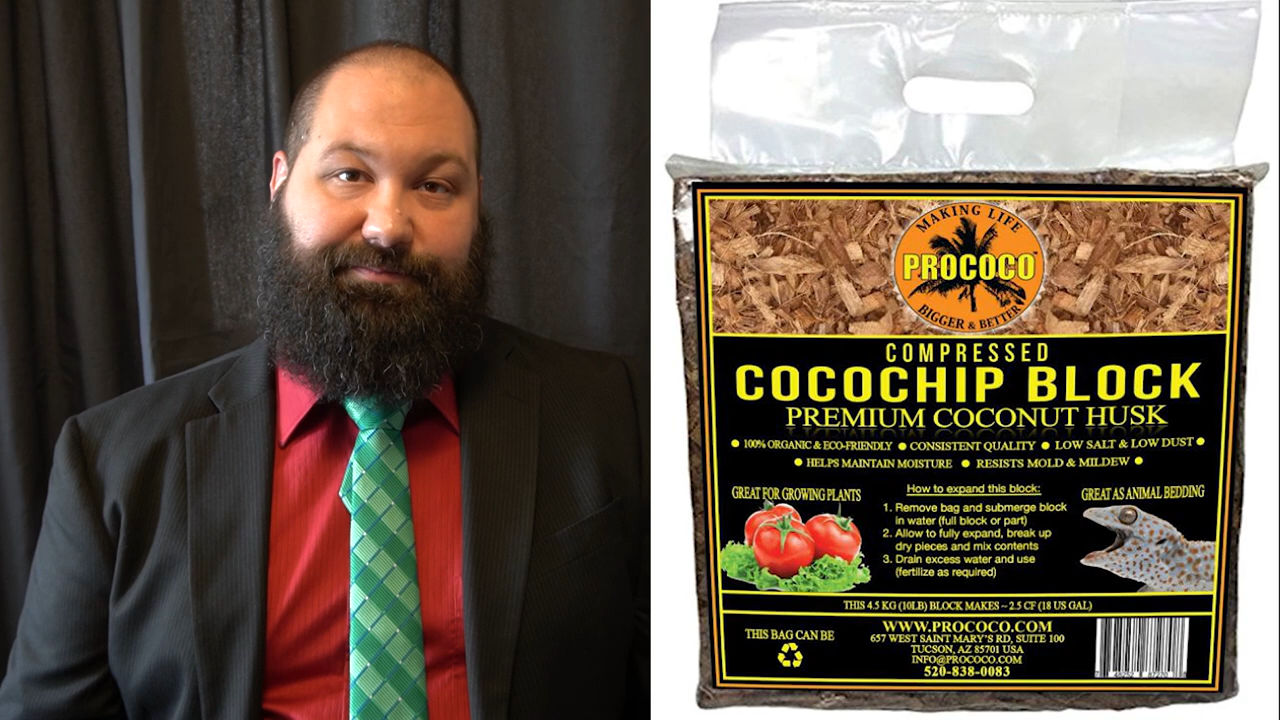 MAKING LIFE
PROCOCO
BIGGER & BETTER
COMPRESSED
COCOCHIP BLOCK
PREMIUM COCONUT HUSK
• 100% ORGANIC & ECO-FRIENDLY • CONSISTENT QUALITY • LOW SALT & LOW DUST •
• HELPS MAINTAIN MOISTURE • RESISTS MOLD & MILDEW •
GREAT FOR GROWING PLANTS
How to expand this block:
1. Remove bag and submerge block
in water (full block or part)
2. Allow to fully expand, break up
dry pieces and mix contents
3. Drain excess water and use
(fertilize as required)
GREAT AS ANIMAL BEDDING
THIS 4.5 KG (10LB) BLOCK MAKES ~ 2.5 CF (18 US GAL)
THIS BAG CAN BE
WWW.PROCOCO.COM
657 WEST SAINT MARY'S RD, SUITE 100
TUCSON, AZ 85701 USA
INFO@PROCOCO.COM
520-838-0083